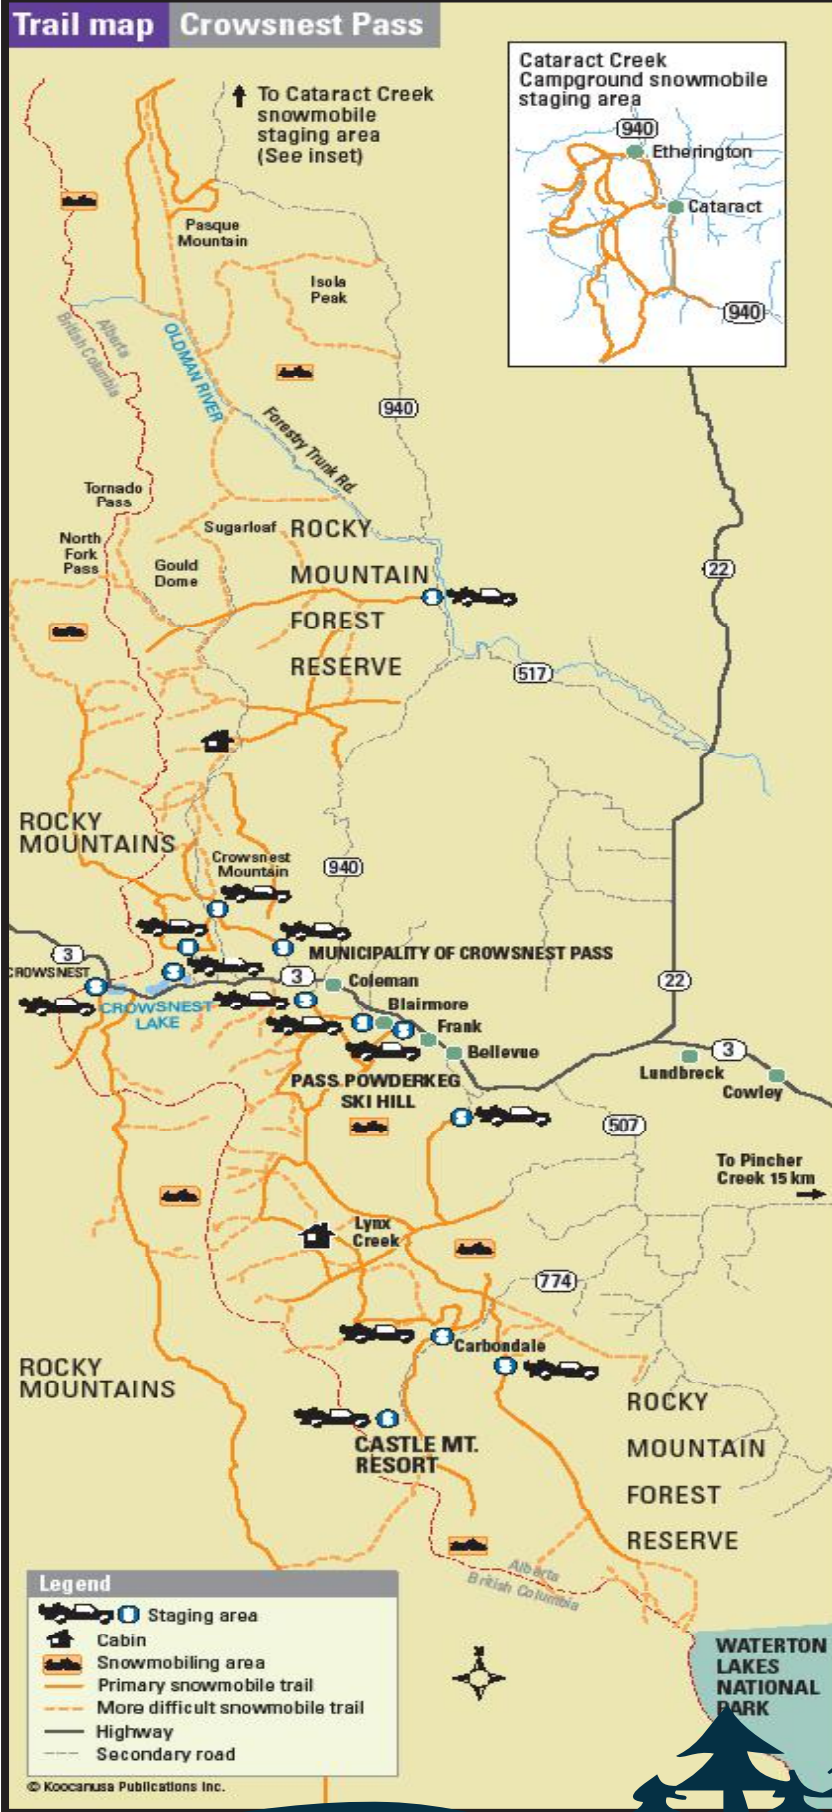 Trail map Crowsnest Pass
Cataract Creek
Campground snowmobile
staging area
940
Etherington
Cataract
940
To Cataract Creek
snowmobile
staging area
(See inset)
Pasque
Mountain
Isola
Peak
Alberta
British Columbia
OLDMAN RIVER
Forestry Trunk Rd.
940
Tornado
Pass
North
Fork
Pass
Sugarloaf
Gould
Dome
ROCKY
MOUNTAIN
FOREST
RESERVE
22
517
ROCKY
MOUNTAINS
Crowsnest
Mountain
940
MUNICIPALITY OF CROWSNEST PASS
3
CROWSNEST
3
Coleman
22
CROWSNEST
LAKE
Blairmore
Frank
Bellevue
3
Lundbreck
Cowley
PASS POWDERKEG
SKI HILL
507
To Pincher
Creek 15 km
Lynx
Creek
774
Carbondale
ROCKY
MOUNTAINS
CASTLE MT.
RESORT
ROCKY
MOUNTAIN
FOREST
RESERVE
Alberta
British Columbia
WATERTON
LAKES
NATIONAL
PARK
N
Legend
Staging area
Cabin
Snowmobiling area
Primary snowmobile trail
More difficult snowmobile trail
Highway
Secondary road
© Koocanusa Publications Inc.